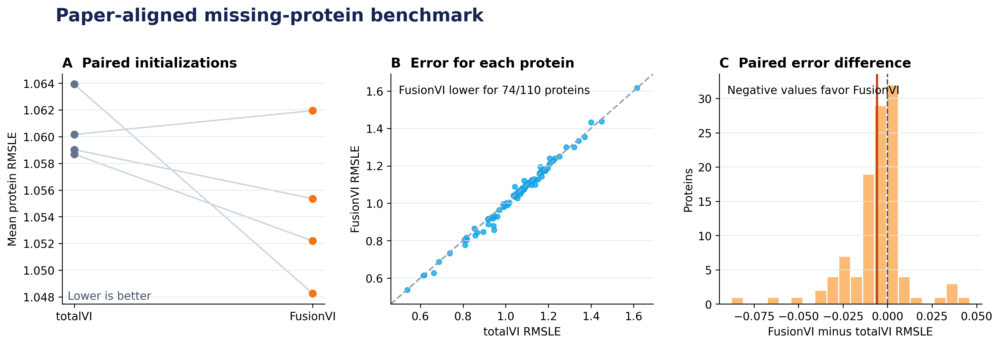 Paper-aligned missing-protein benchmark
A Paired initializations
Mean protein RMSLE
1.064
1.062
1.060
1.058
1.056
1.054
1.052
1.050
1.048
Lower is better
totalVI
FusionVI
B Error for each protein
FusionVI lower for 74/110 proteins
FusionVI RMSLE
1.6
1.4
1.2
1.0
0.8
0.6
0.6 0.8 1.0 1.2 1.4 1.6
totalVI RMSLE
C Paired error difference
Negative values favor FusionVI
Proteins
30
25
20
15
10
5
0
−0.075 −0.050 −0.025 0.000 0.025 0.050
FusionVI minus totalVI RMSLE